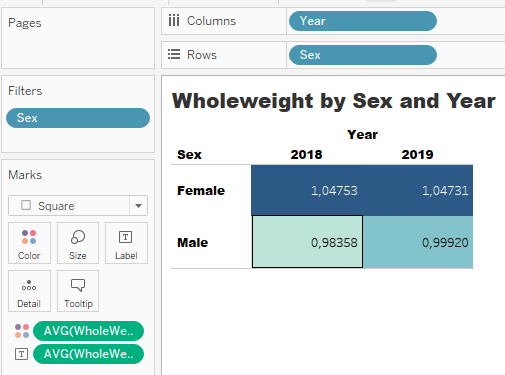 Pages
Columns Year
Rows Sex
Filters
Sex
Wholeweight by Sex and Year
Year
Sex 2018 2019
Female 1,04753 1,04731
Male 0,98358 0,99920
Marks
Square
Color Size Label
Detail Tooltip
AVG(WholeWe..
AVG(WholeWe..